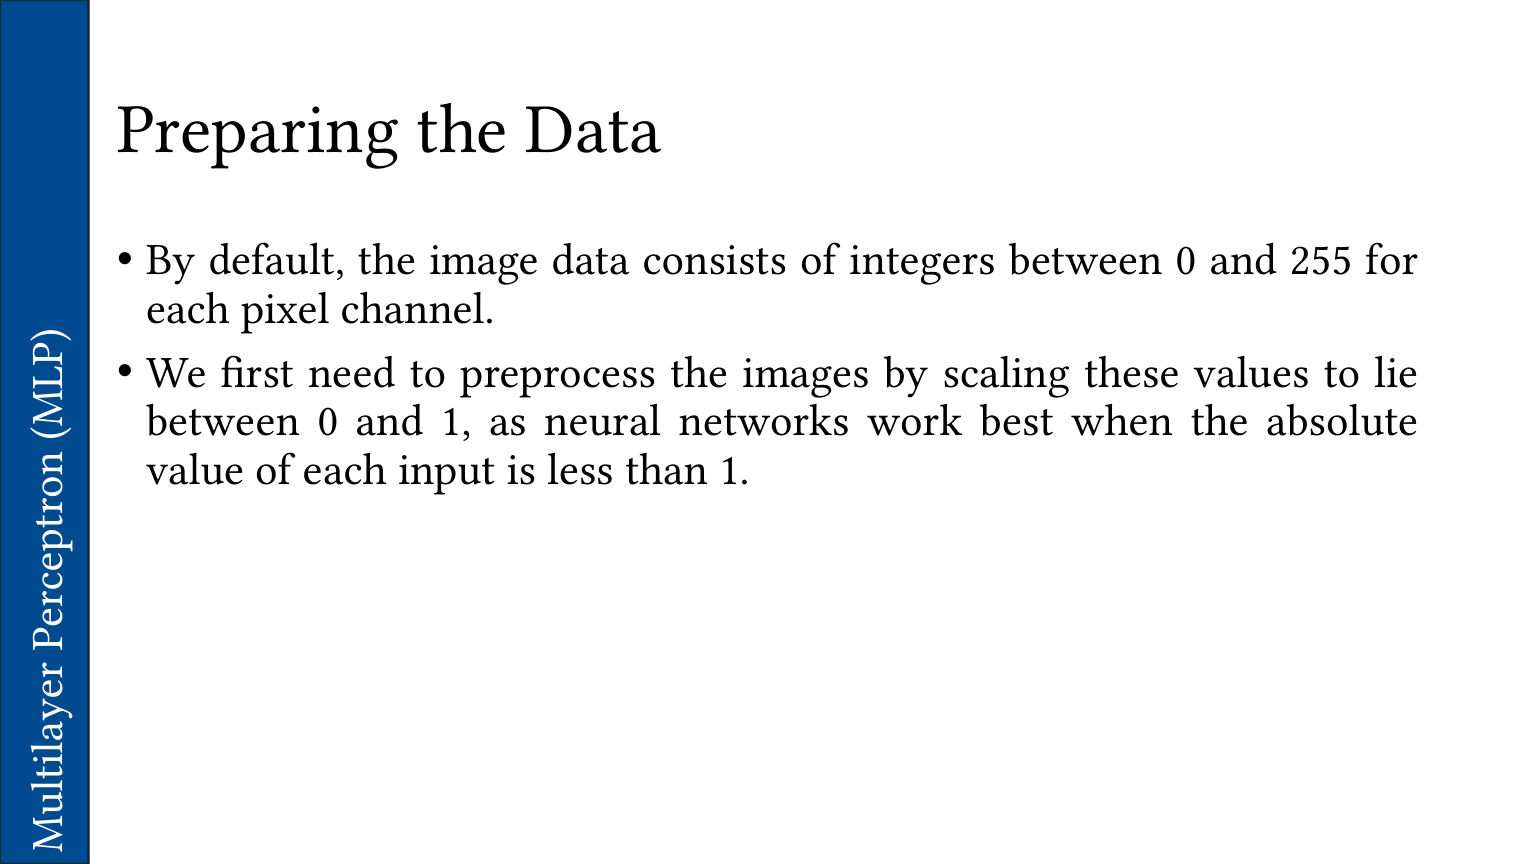 Preparing the Data
• By default, the image data consists of integers between 0 and 255 for
each pixel channel.
• We first need to preprocess the images by scaling these values to lie
between 0 and 1, as neural networks work best when the absolute
value of each input is less than 1.
Multilayer Perceptron (MLP)